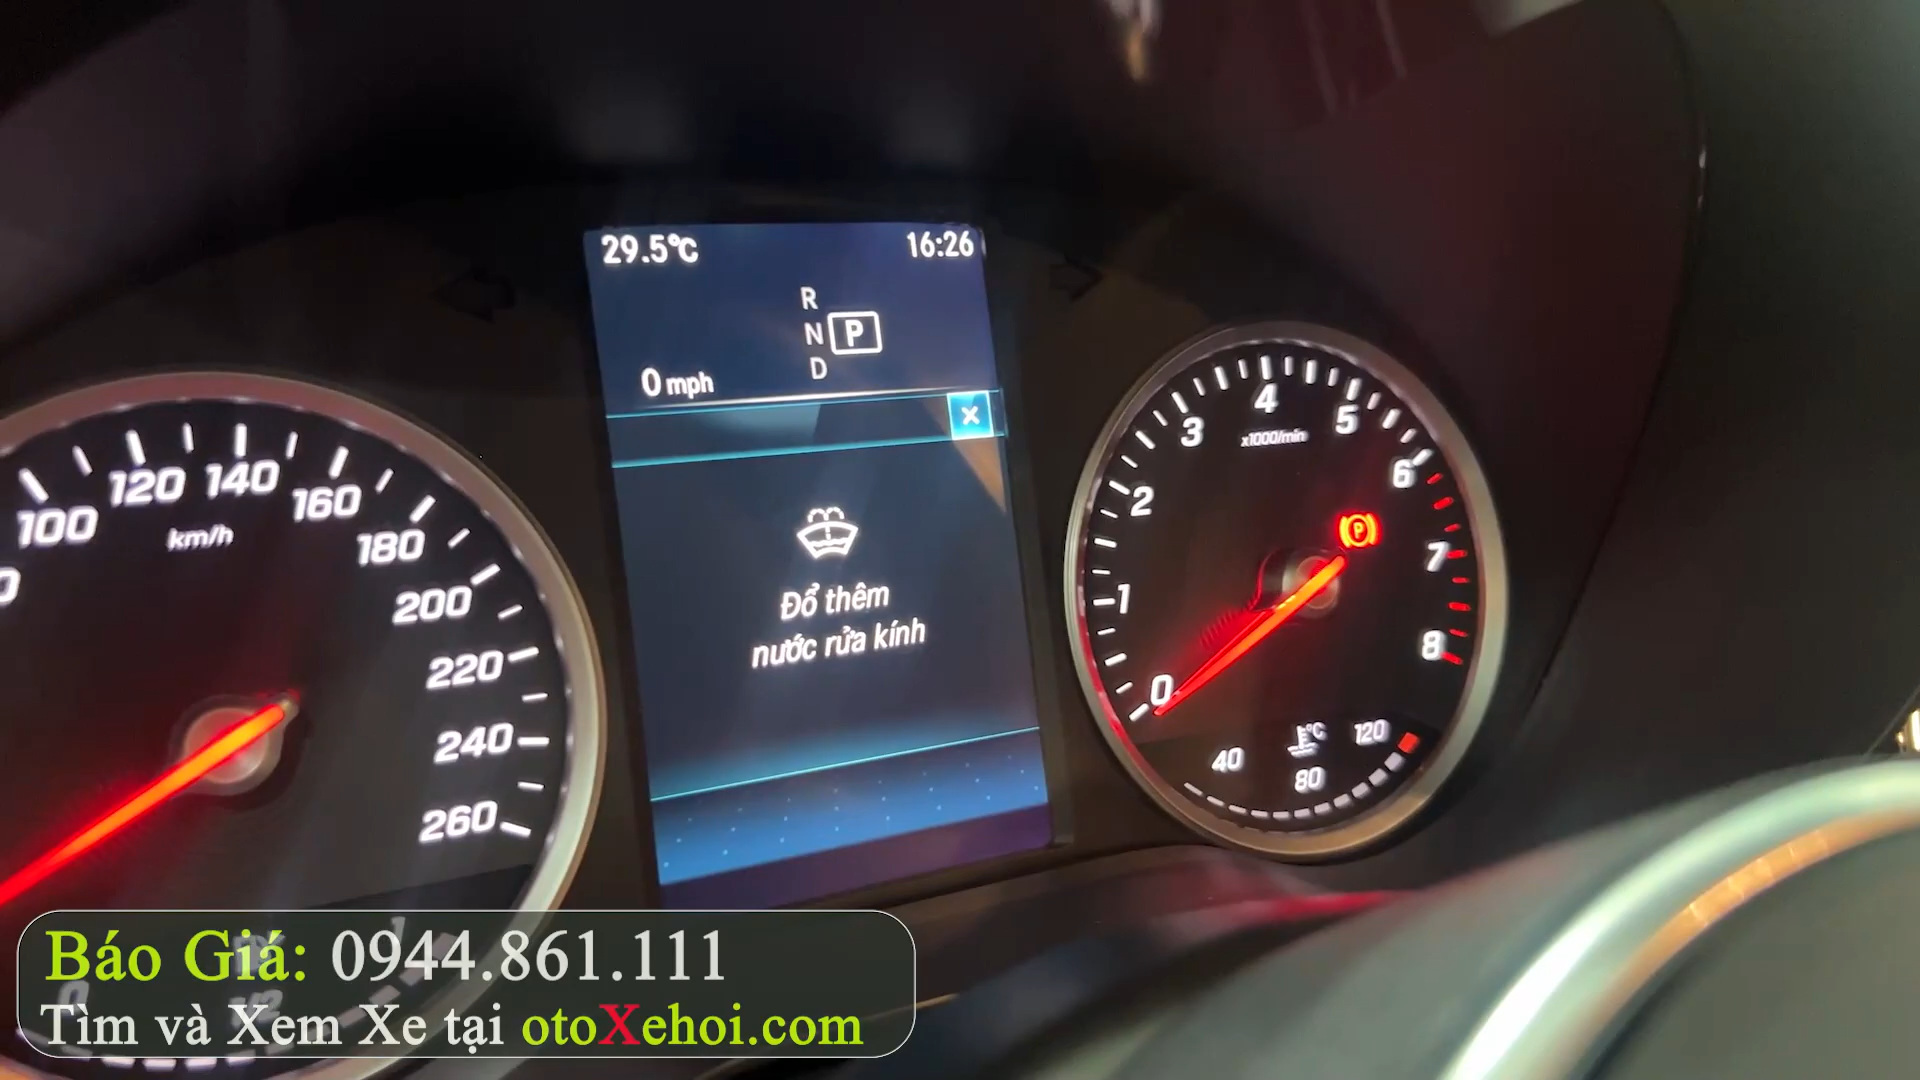 29.5°C
16:26
R
N
P
D
0 mph
×
Đổ thêm
nước rửa kính
100
120
140
160
180
200
220
240
260
km/h
0
1
2
3
4
5
6
7
8
x1000/min
P
40
80
120
°C
Báo Giá: 0944.861.111
Tìm và Xem Xe tại otoXehoi.com